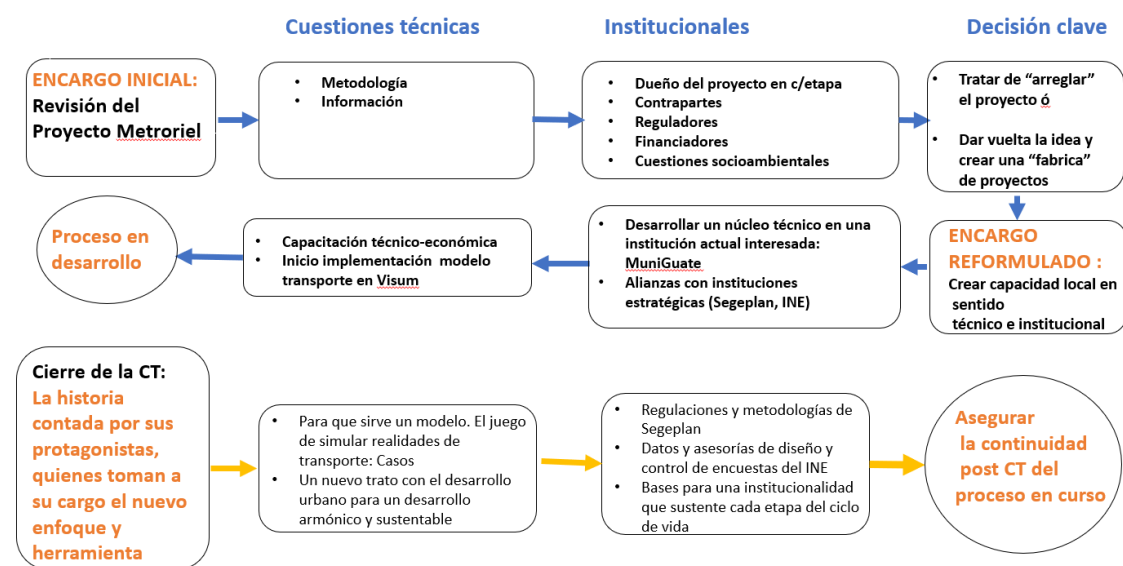 Cuestiones técnicas
Institucionales
Decisión clave
ENCARGO INICIAL:
Revisión del
Proyecto Metroriel
• Metodología
• Información
• Dueño del proyecto en c/etapa
• Contrapartes
• Reguladores
• Financiadores
• Cuestiones socioambientales
• Tratar de “arreglar”
el proyecto ó
• Dar vuelta la idea y
crear una “fabrica”
de proyectos
ENCARGO
REFORMULADO :
Crear capacidad local en
sentido
técnico e institucional
• Desarrollar un núcleo técnico en una
institución actual interesada:
MuniGuate
• Alianzas con instituciones
estratégicas (Segeplan, INE)
• Capacitación técnico-económica
• Inicio implementación modelo
transporte en Visum
Proceso en
desarrollo
Cierre de la CT:
La historia
contada por sus
protagonistas,
quienes toman a
su cargo el nuevo
enfoque y
herramienta
• Para que sirve un modelo. El juego
de simular realidades de
transporte: Casos
• Un nuevo trato con el desarrollo
urbano para un desarrollo
armónico y sustentable
• Regulaciones y metodologías de
Segeplan
• Datos y asesorías de diseño y
control de encuestas del INE
• Bases para una institucionalidad
que sustente cada etapa del ciclo
de vida
Asegurar
la continuidad
post CT del
proceso en curso